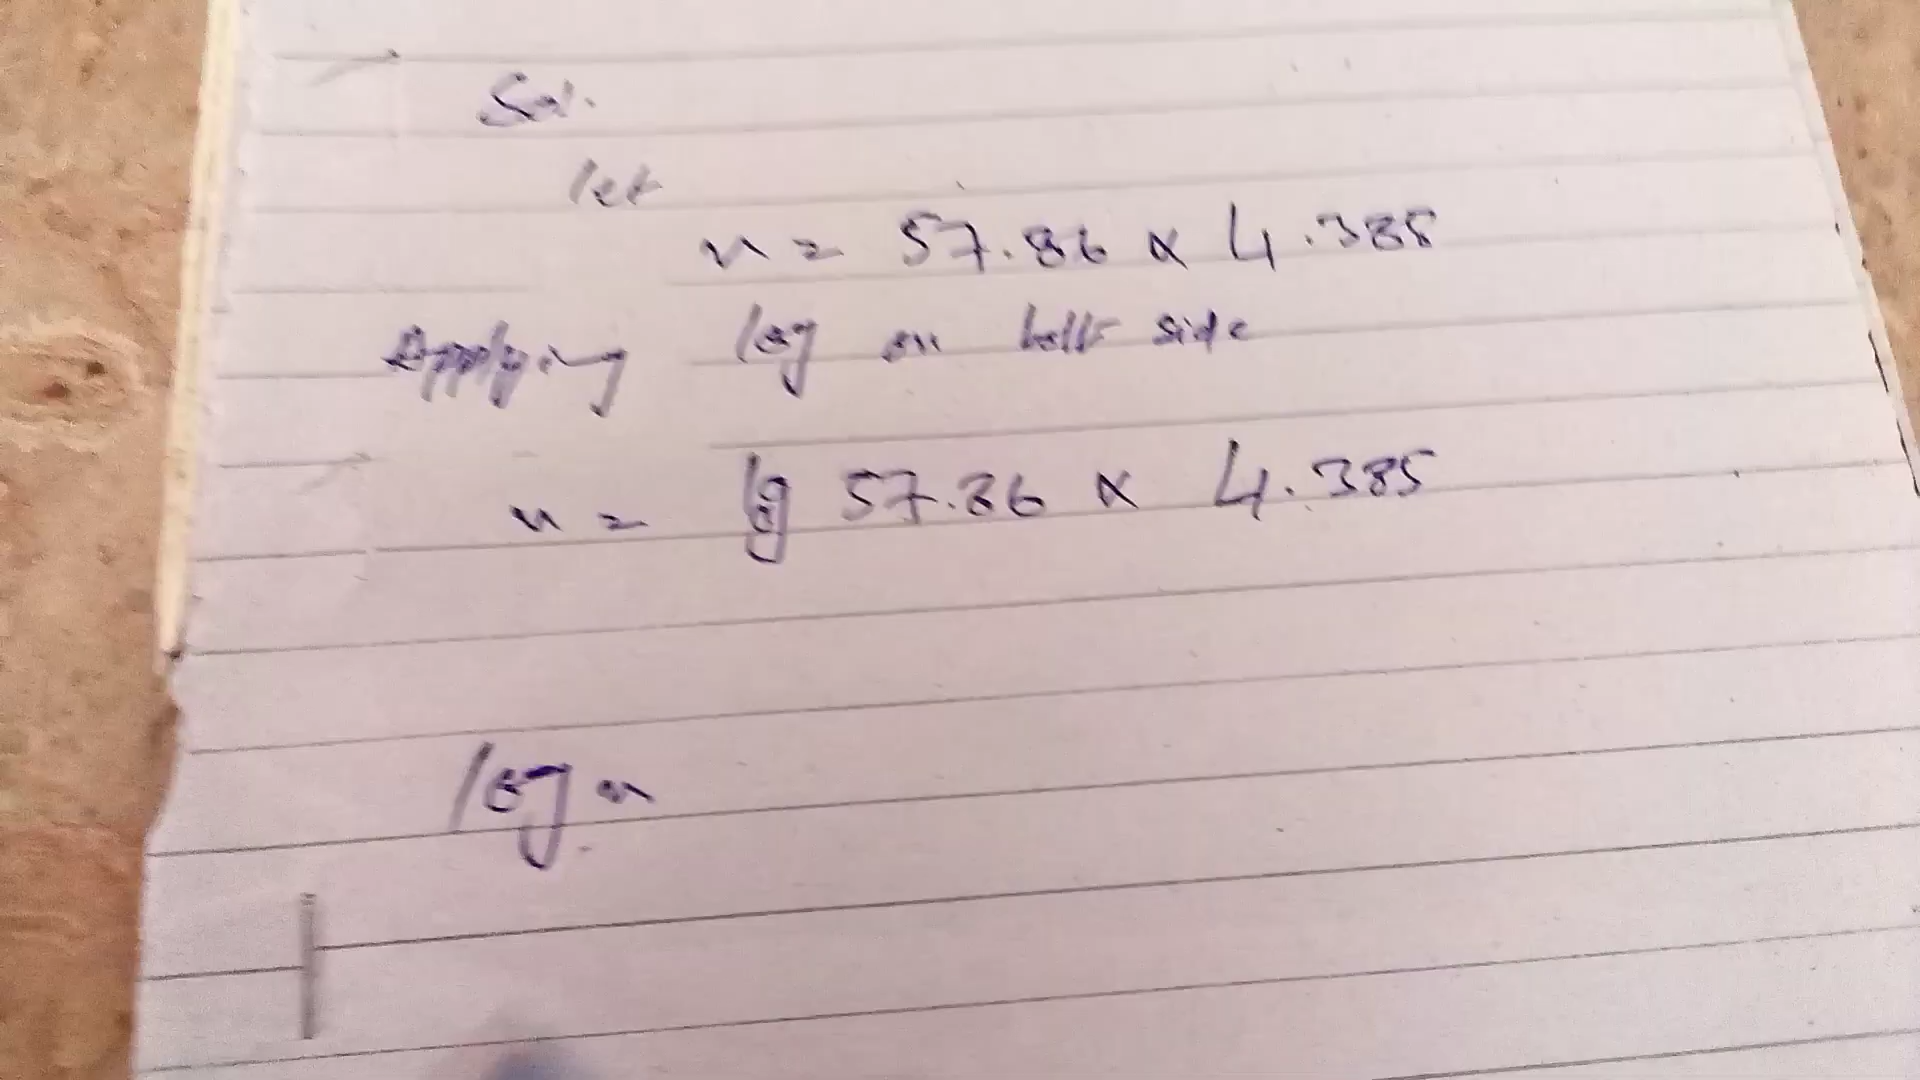 Sol.
let
n = 57.86 x 4.385
Applying log on both side
n = log 57.86 x 4.385
log n